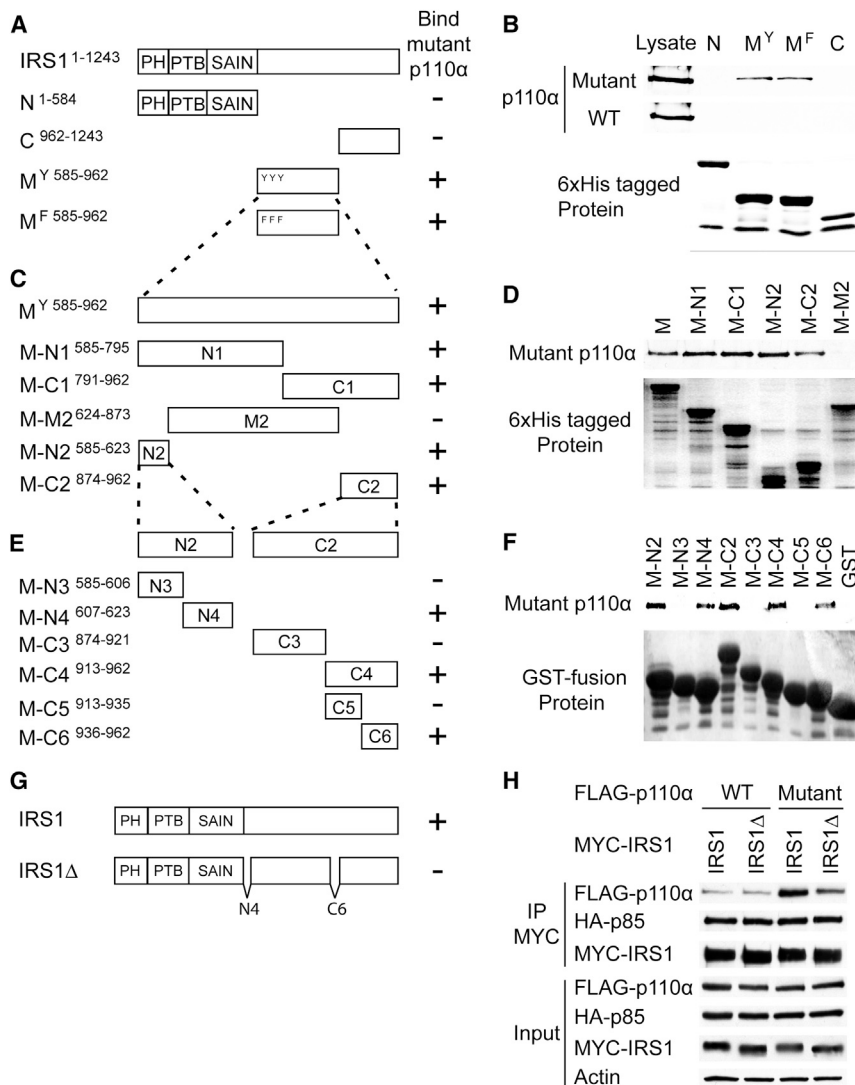 A
Bind
mutant
p110α
IRS1 1-1243
PH PTB SAIN
N 1-584
PH PTB SAIN
–
C 962-1243
–
M Y 585-962
Y Y Y
+
M F 585-962
F F F
+
B
Lysate N M Y M F C
p110α
Mutant
WT
6xHis tagged
Protein
C
M Y 585-962
+
M-N1 585-795
N1
+
M-C1 791-962
C1
+
M-M2 624-873
M2
–
M-N2 585-623
N2
+
M-C2 874-962
C2
+
D
M M-N1 M-C1 M-N2 M-C2 M-M2
Mutant p110α
6xHis tagged
Protein
E
N2 C2
M-N3 585-606
N3
–
M-N4 607-623
N4
+
M-C3 874-921
C3
–
M-C4 913-962
C4
+
M-C5 913-935
C5
–
M-C6 936-962
C6
+
F
M-N2 M-N3 M-N4 M-C2 M-C3 M-C4 M-C5 M-C6 GST
Mutant p110α
GST-fusion
Protein
G
IRS1
PH PTB SAIN
+
IRS1Δ
PH PTB SAIN
–
N4 C6
H
FLAG-p110α WT Mutant
MYC-IRS1 IRS1 IRS1Δ IRS1 IRS1Δ
IP
MYC
FLAG-p110α
HA-p85
MYC-IRS1
Input
FLAG-p110α
HA-p85
MYC-IRS1
Actin